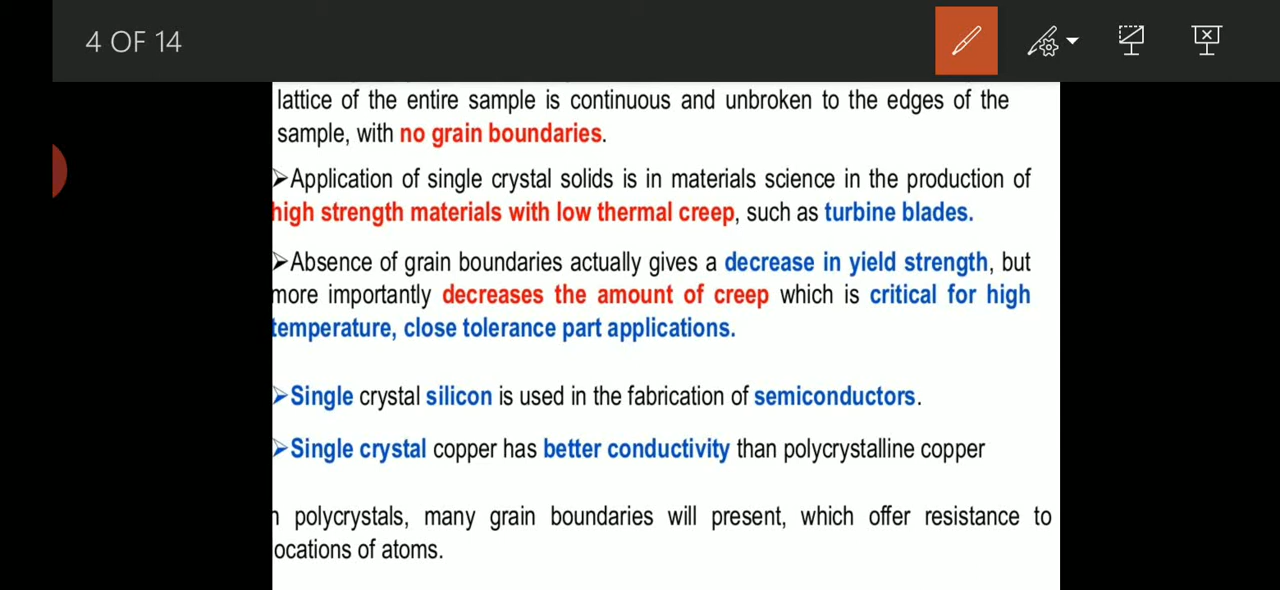 4 OF 14
lattice of the entire sample is continuous and unbroken to the edges of the
sample, with no grain boundaries.
➢Application of single crystal solids is in materials science in the production of
high strength materials with low thermal creep, such as turbine blades.
➢Absence of grain boundaries actually gives a decrease in yield strength, but
more importantly decreases the amount of creep which is critical for high
temperature, close tolerance part applications.
➢Single crystal silicon is used in the fabrication of semiconductors.
➢Single crystal copper has better conductivity than polycrystalline copper
n polycrystals, many grain boundaries will present, which offer resistance to
ocations of atoms.